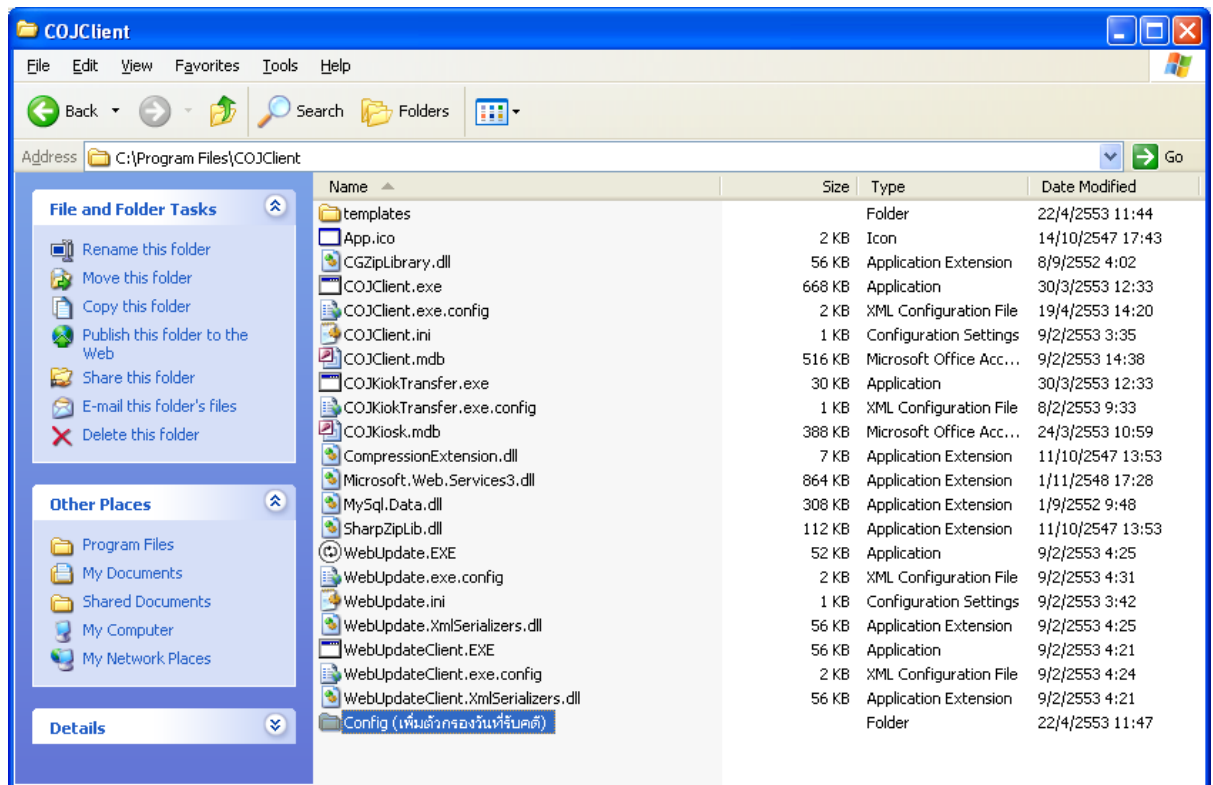 COJClient
File Edit View Favorites Tools Help
Back Search Folders
Address C:\Program Files\COJClient Go
File and Folder Tasks
Rename this folder
Move this folder
Copy this folder
Publish this folder to the
Web
Share this folder
E-mail this folder's files
Delete this folder
Other Places
Program Files
My Documents
Shared Documents
My Computer
My Network Places
Details
Name Size Type Date Modified
templates Folder 22/4/2553 11:44
App.ico 2 KB Icon 14/10/2547 17:43
CGZipLibrary.dll 56 KB Application Extension 8/9/2552 4:02
COJClient.exe 668 KB Application 30/3/2553 12:33
COJClient.exe.config 2 KB XML Configuration File 19/4/2553 14:20
COJClient.ini 1 KB Configuration Settings 9/2/2553 3:35
COJClient.mdb 516 KB Microsoft Office Acc... 9/2/2553 14:38
COJKiokTransfer.exe 30 KB Application 30/3/2553 12:33
COJKiokTransfer.exe.config 1 KB XML Configuration File 8/2/2553 9:33
COJKiosk.mdb 388 KB Microsoft Office Acc... 24/3/2553 10:59
CompressionExtension.dll 7 KB Application Extension 11/10/2547 13:53
Microsoft.Web.Services3.dll 864 KB Application Extension 1/11/2548 17:28
MySql.Data.dll 308 KB Application Extension 1/9/2552 9:48
SharpZipLib.dll 112 KB Application Extension 11/10/2547 13:53
WebUpdate.EXE 52 KB Application 9/2/2553 4:25
WebUpdate.exe.config 2 KB XML Configuration File 9/2/2553 4:31
WebUpdate.ini 1 KB Configuration Settings 9/2/2553 3:42
WebUpdate.XmlSerializers.dll 56 KB Application Extension 9/2/2553 4:25
WebUpdateClient.EXE 56 KB Application 9/2/2553 4:21
WebUpdateClient.exe.config 2 KB XML Configuration File 9/2/2553 4:24
WebUpdateClient.XmlSerializers.dll 56 KB Application Extension 9/2/2553 4:21
Config (เพิ่มตัวกรองวันที่รับคดี) Folder 22/4/2553 11:47